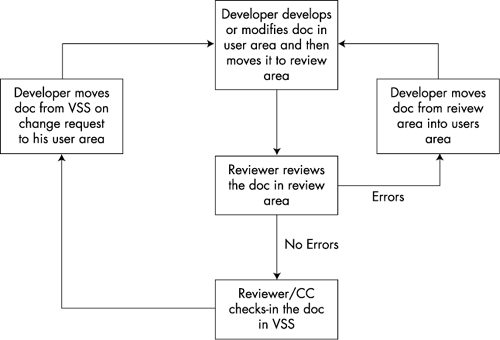 Developer develops
or modifies doc in
user area and then
moves it to review
area
Developer moves
doc from VSS on
change request
to his user area
Developer moves
doc from reivew
area into users
area
Reviewer reviews
the doc in review
area
Errors
No Errors
Reviewer/CC
checks-in the doc
in VSS